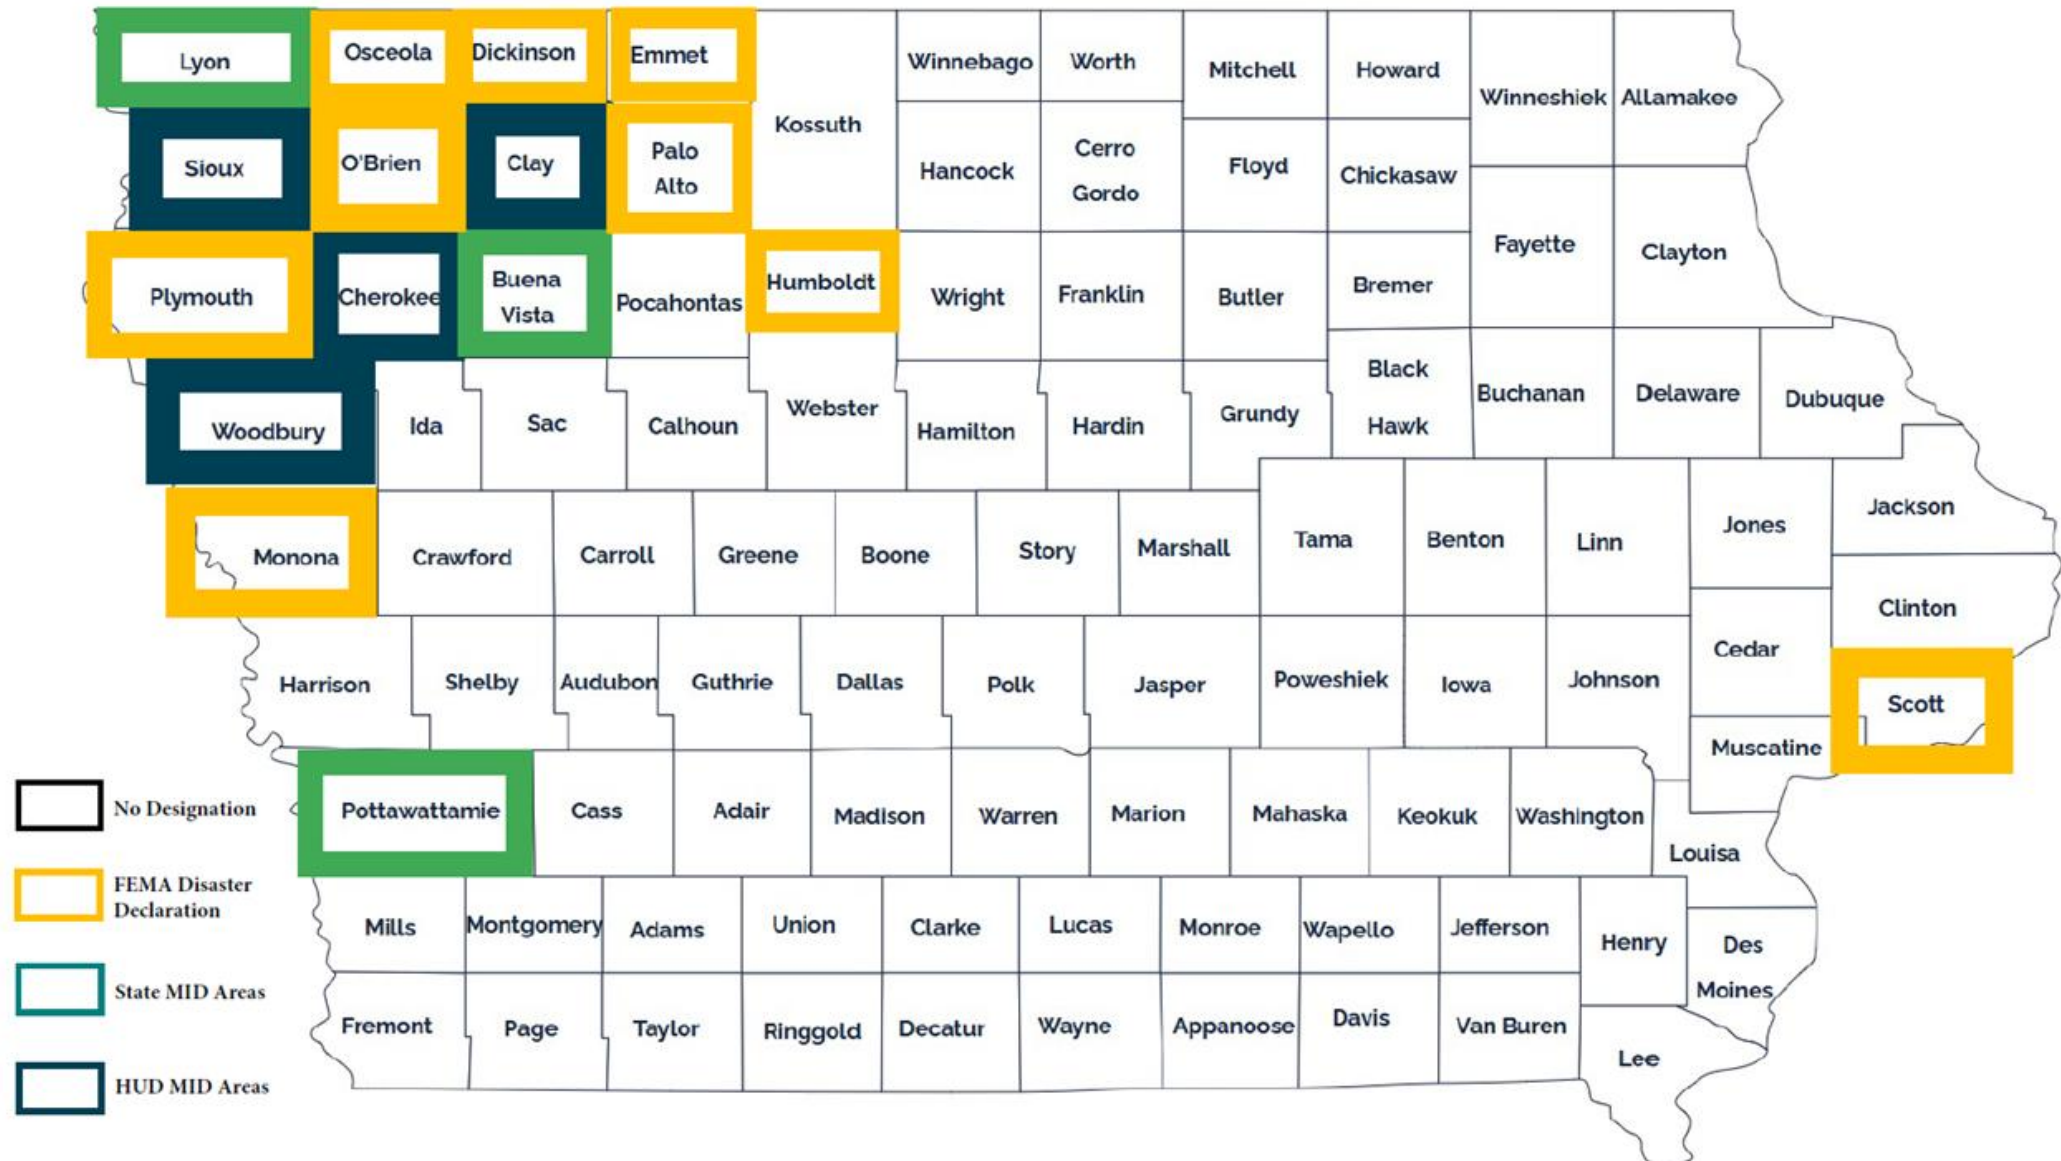 Lyon
Osceola
Dickinson
Emmet
Kossuth
Winnebago
Worth
Mitchell
Howard
Winneshiek
Allamakee
Sioux
O'Brien
Clay
Palo
Alto
Hancock
Cerro
Gordo
Floyd
Chickasaw
Fayette
Clayton
Plymouth
Cherokee
Buena
Vista
Pocahontas
Humboldt
Wright
Franklin
Butler
Bremer
Woodbury
Ida
Sac
Calhoun
Webster
Hamilton
Hardin
Grundy
Black
Hawk
Buchanan
Delaware
Dubuque
Monona
Crawford
Carroll
Greene
Boone
Story
Marshall
Tama
Benton
Linn
Jones
Jackson
Clinton
Harrison
Shelby
Audubon
Guthrie
Dallas
Polk
Jasper
Poweshiek
Iowa
Johnson
Cedar
Scott
Muscatine
Pottawattamie
Cass
Adair
Madison
Warren
Marion
Mahaska
Keokuk
Washington
Louisa
Mills
Montgomery
Adams
Union
Clarke
Lucas
Monroe
Wapello
Jefferson
Henry
Des
Moines
Fremont
Page
Taylor
Ringgold
Decatur
Wayne
Appanoose
Davis
Van Buren
Lee
No Designation
FEMA Disaster
Declaration
State MID Areas
HUD MID Areas